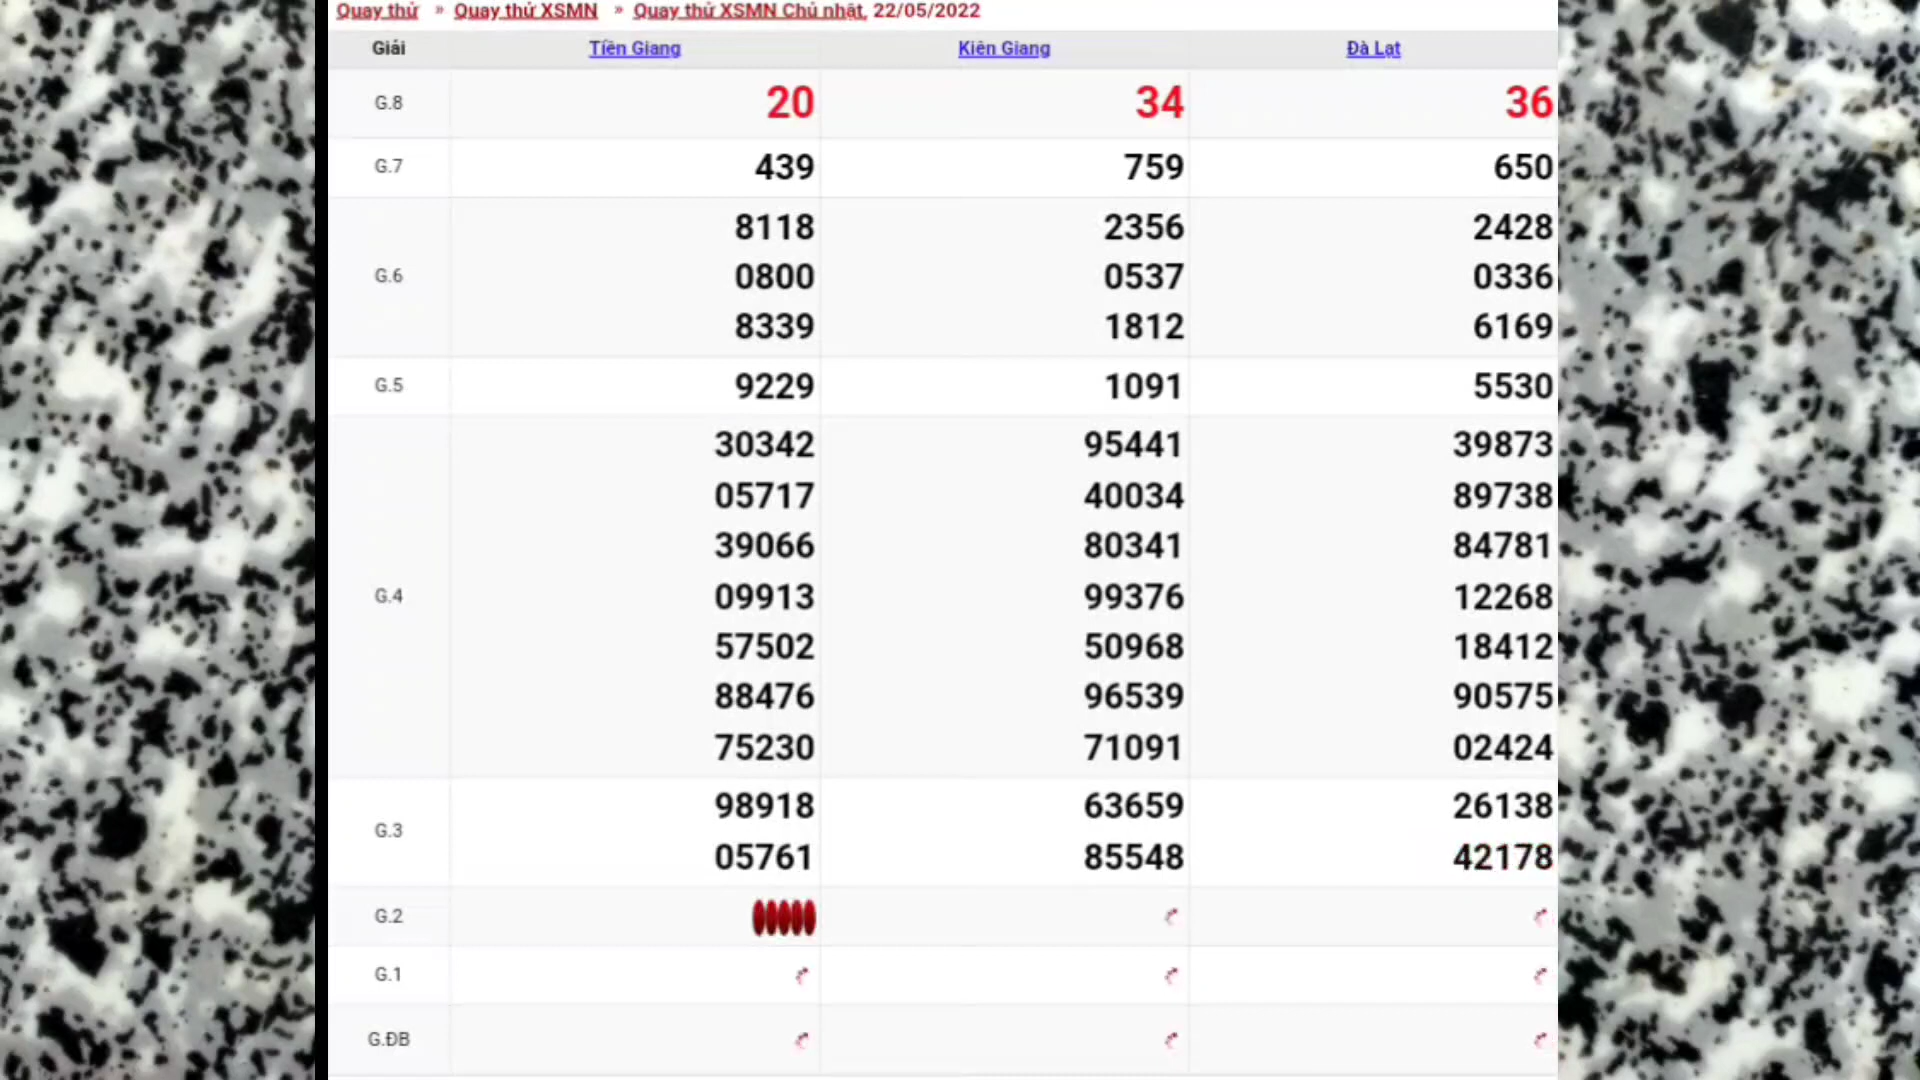 Quay thử » Quay thử XSMN » Quay thử XSMN Chủ nhật, 22/05/2022
Giải Tiền Giang Kiên Giang Đà Lạt
G.8 20 34 36
G.7 439 759 650
8118 2356 2428
G.6 0800 0537 0336
8339 1812 6169
G.5 9229 1091 5530
30342 95441 39873
05717 40034 89738
39066 80341 84781
G.4 09913 99376 12268
57502 50968 18412
88476 96539 90575
75230 71091 02424
98918 63659 26138
G.3
05761 85548 42178
G.2
G.1
G.ĐB